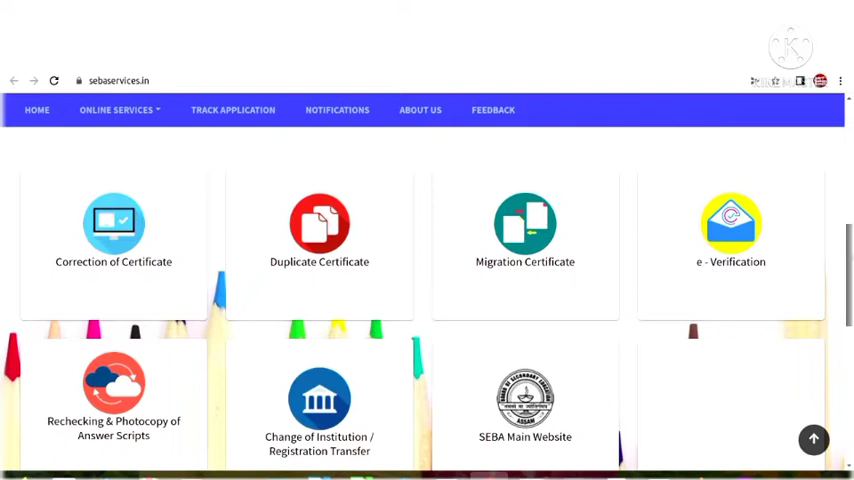 sebaservices.in
HOME
ONLINE SERVICES
TRACK APPLICATION
NOTIFICATIONS
ABOUT US
FEEDBACK
Correction of Certificate
Duplicate Certificate
Migration Certificate
e - Verification
Rechecking & Photocopy of
Answer Scripts
Change of Institution /
Registration Transfer
SEBA Main Website